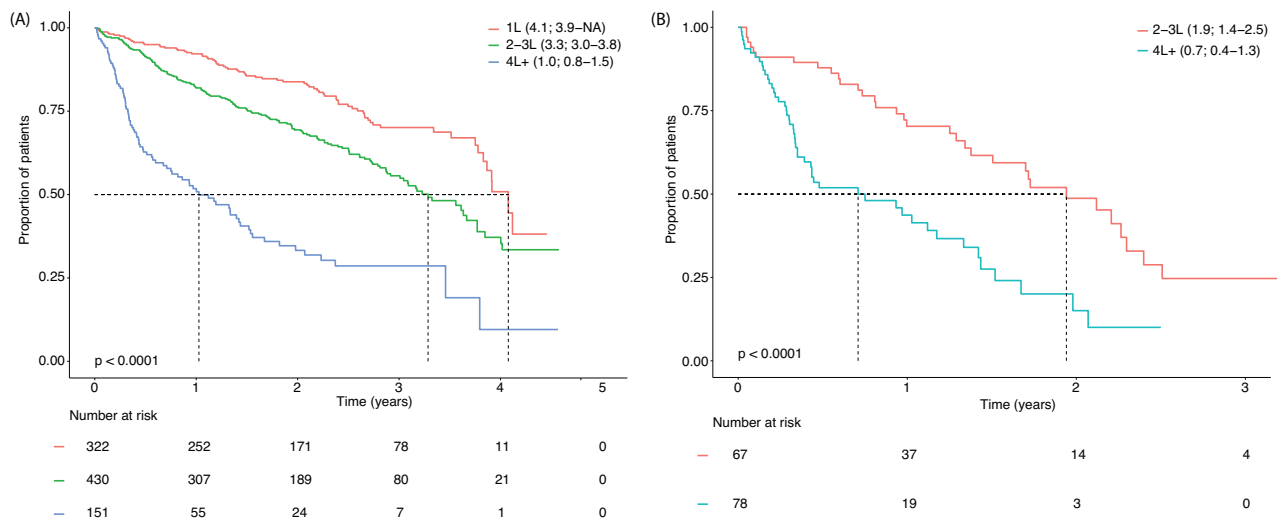 (A)
1L (4.1; 3.9−NA)
2−3L (3.3; 3.0−3.8)
4L+ (1.0; 0.8−1.5)
Proportion of patients
1.00
0.75
0.50
0.25
0.00
p < 0.0001
0 1 2 3 4 5
Time (years)
Number at risk
322 252 171 78 11 0
430 307 189 80 21 0
151 55 24 7 1 0
(B)
2−3L (1.9; 1.4−2.5)
4L+ (0.7; 0.4−1.3)
Proportion of patients
1.00
0.75
0.50
0.25
0.00
p < 0.0001
0 1 2 3
Time (years)
Number at risk
67 37 14 4
78 19 3 0